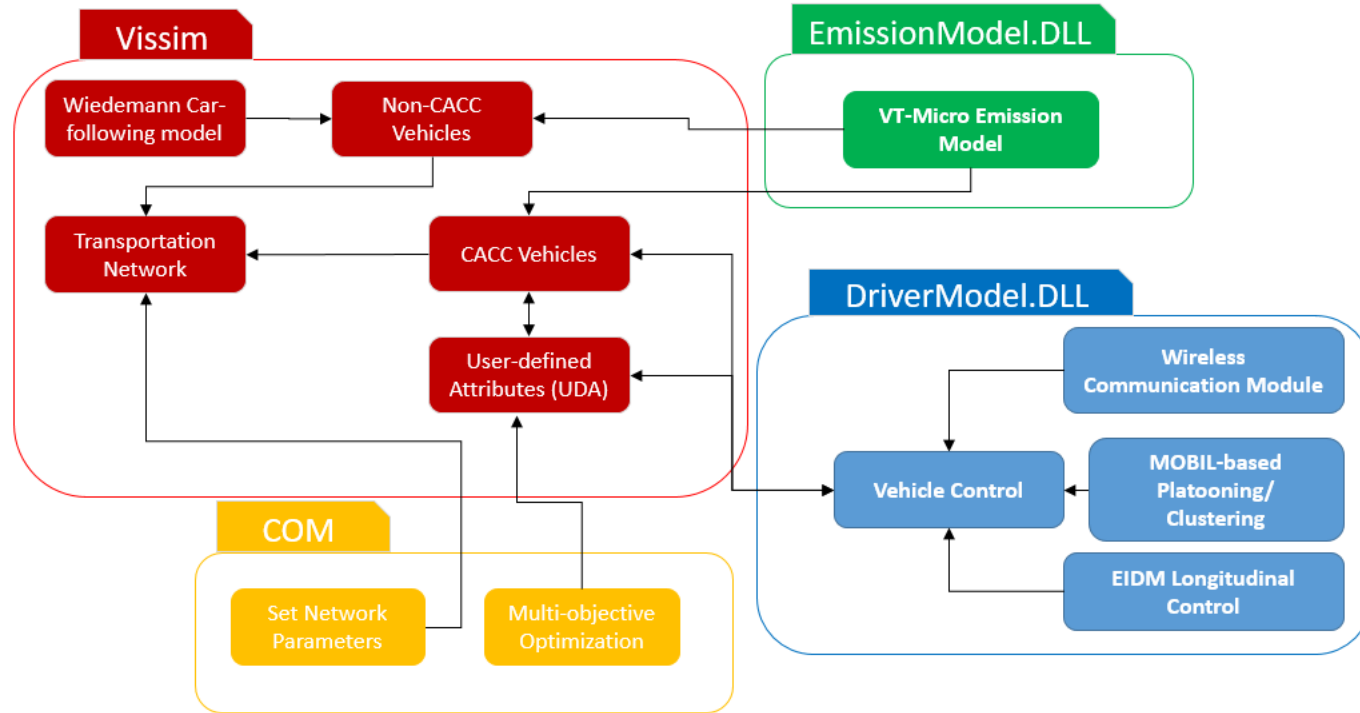 Vissim
EmissionModel.DLL
Wiedemann Car-
following model
Non-CACC
Vehicles
VT-Micro Emission
Model
Transportation
Network
CACC Vehicles
User-defined
Attributes (UDA)
DriverModel.DLL
Wireless
Communication Module
Vehicle Control
MOBIL-based
Platooning/
Clustering
EIDM Longitudinal
Control
COM
Set Network
Parameters
Multi-objective
Optimization